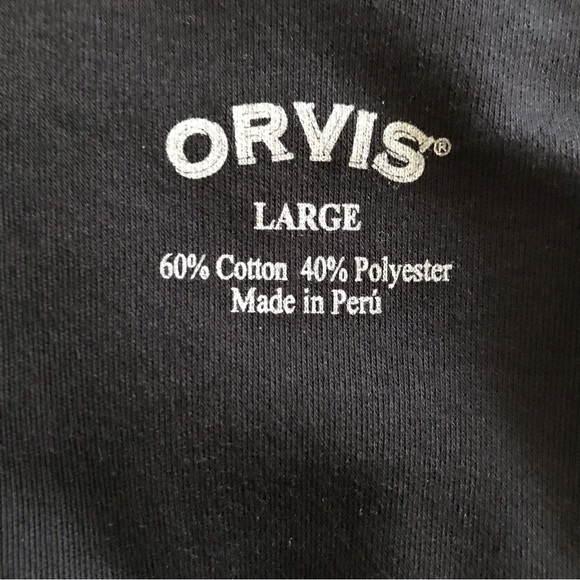 ORVIS®
LARGE
60% Cotton 40% Polyester
Made in Perú